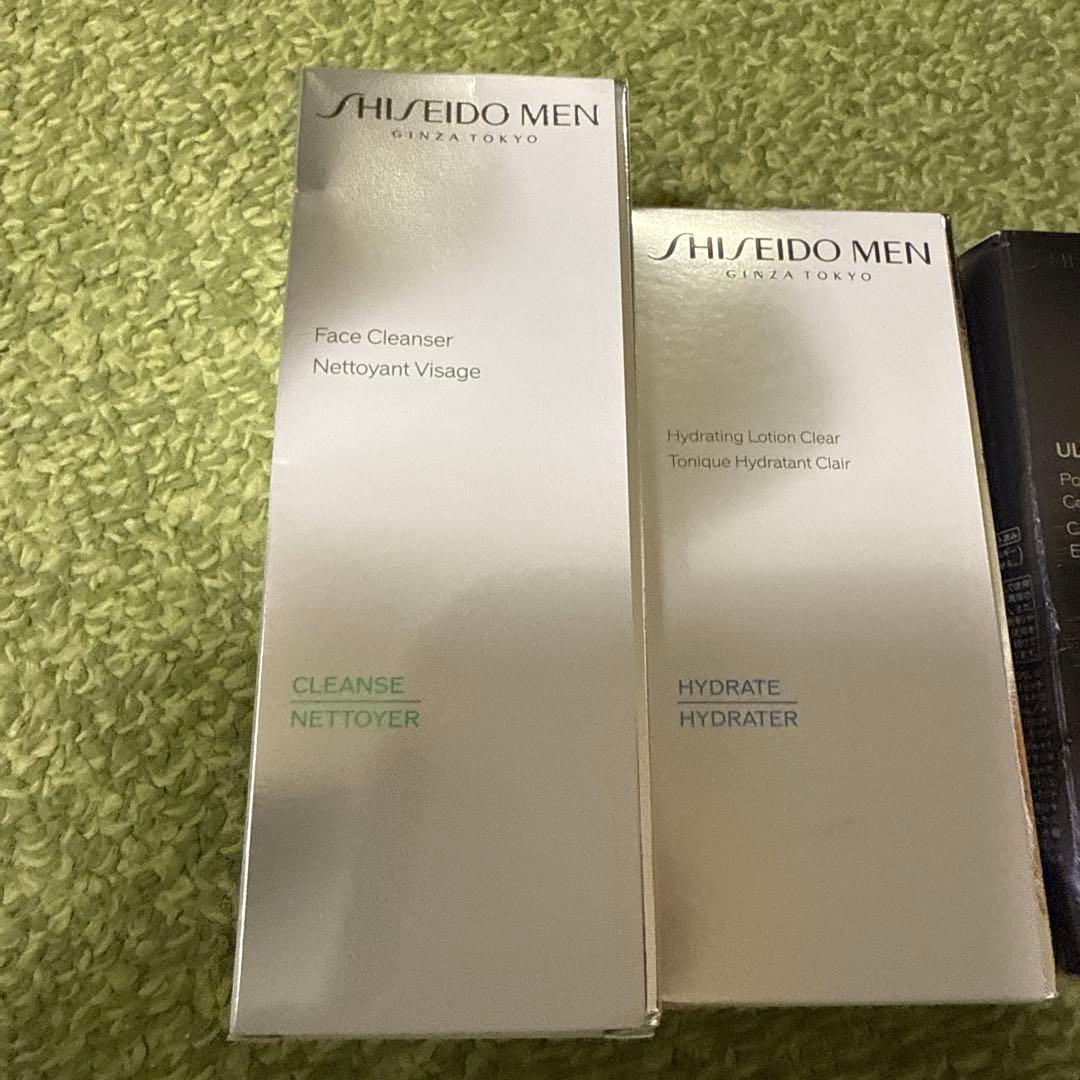 SHISEIDO MEN
GINZA TOKYO
Face Cleanser
Nettoyant Visage
CLEANSE
NETTOYER
SHISEIDO MEN
GINZA TOKYO
Hydrating Lotion Clear
Tonique Hydratant Clair
HYDRATE
HYDRATER
UL